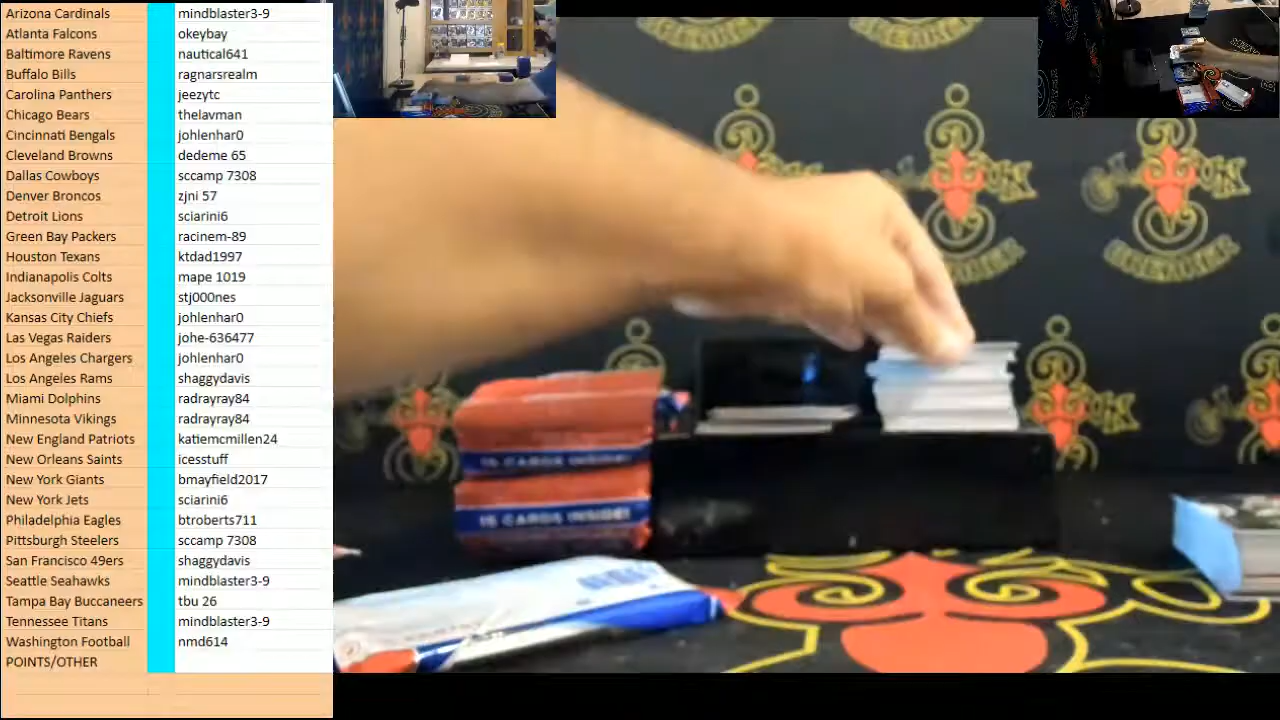 Arizona Cardinals mindblaster3-9
Atlanta Falcons okeybay
Baltimore Ravens nautical641
Buffalo Bills ragnarsrealm
Carolina Panthers jeezytc
Chicago Bears thelavman
Cincinnati Bengals johlenhar0
Cleveland Browns dedeme 65
Dallas Cowboys sccamp 7308
Denver Broncos zjni 57
Detroit Lions sciarini6
Green Bay Packers racinem-89
Houston Texans ktdad1997
Indianapolis Colts mape 1019
Jacksonville Jaguars stj000nes
Kansas City Chiefs johlenhar0
Las Vegas Raiders johe-636477
Los Angeles Chargers johlenhar0
Los Angeles Rams shaggydavis
Miami Dolphins radrayray84
Minnesota Vikings radrayray84
New England Patriots katiemcmillen24
New Orleans Saints icesstuff
New York Giants bmayfield2017
New York Jets sciarini6
Philadelphia Eagles btroberts711
Pittsburgh Steelers sccamp 7308
San Francisco 49ers shaggydavis
Seattle Seahawks mindblaster3-9
Tampa Bay Buccaneers tbu 26
Tennessee Titans mindblaster3-9
Washington Football nmd614
POINTS/OTHER
15 CARDS INSIDE!
15 CARDS INSIDE!
BREAKER